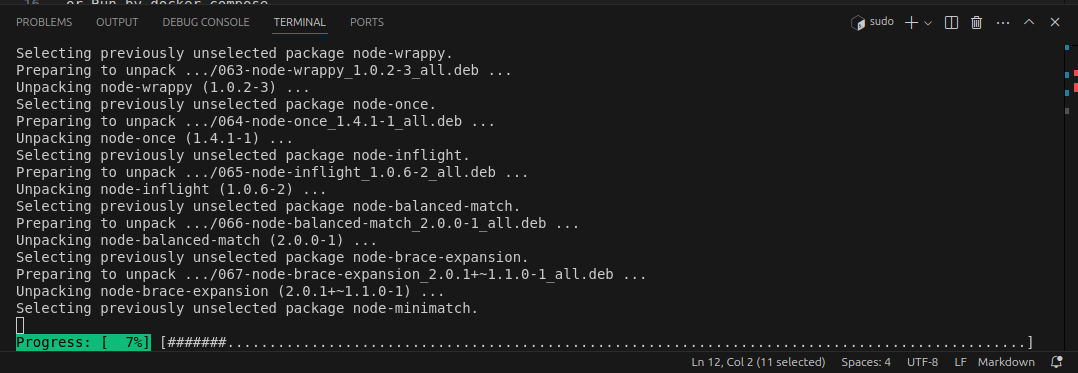 16 or Run by docker compose
PROBLEMS OUTPUT DEBUG CONSOLE TERMINAL PORTS sudo
Selecting previously unselected package node-wrappy.
Preparing to unpack .../063-node-wrappy_1.0.2-3_all.deb ...
Unpacking node-wrappy (1.0.2-3) ...
Selecting previously unselected package node-once.
Preparing to unpack .../064-node-once_1.4.1-1_all.deb ...
Unpacking node-once (1.4.1-1) ...
Selecting previously unselected package node-inflight.
Preparing to unpack .../065-node-inflight_1.0.6-2_all.deb ...
Unpacking node-inflight (1.0.6-2) ...
Selecting previously unselected package node-balanced-match.
Preparing to unpack .../066-node-balanced-match_2.0.0-1_all.deb ...
Unpacking node-balanced-match (2.0.0-1) ...
Selecting previously unselected package node-brace-expansion.
Preparing to unpack .../067-node-brace-expansion_2.0.1+~1.1.0-1_all.deb ...
Unpacking node-brace-expansion (2.0.1+~1.1.0-1) ...
Selecting previously unselected package node-minimatch.
Progress: [  7%] [#######...............................................................................................]
Ln 12, Col 2 (11 selected) Spaces: 4 UTF-8 LF Markdown